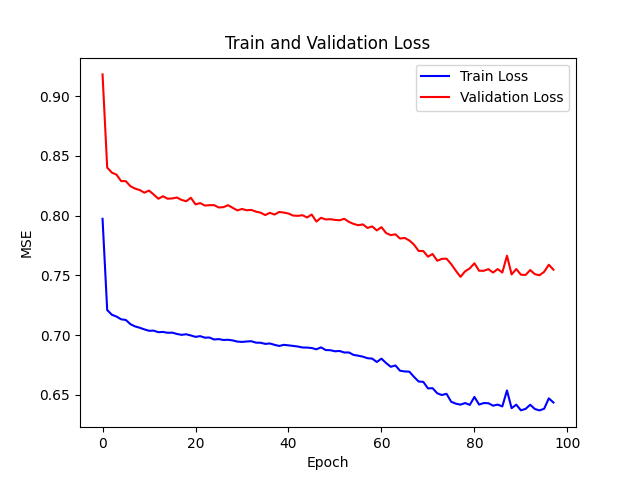 Train and Validation Loss
Train Loss
Validation Loss
0.90
0.85
0.80
0.75
0.70
0.65
MSE
0 20 40 60 80 100
Epoch